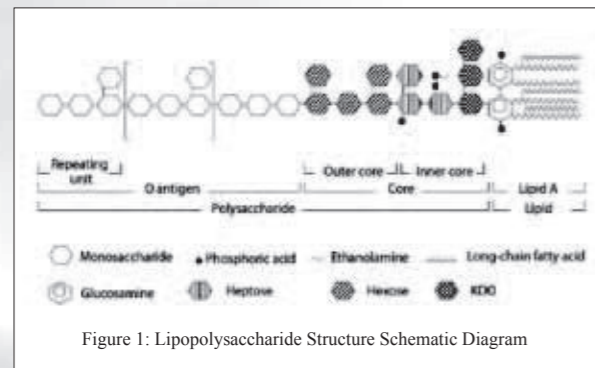 Repeating
unit
Outer core
Inner core
O antigen
Core
Lipid A
Polysaccharide
Lipid
Monosaccharide
Phosphoric acid
Ethanolamine
Long-chain fatty acid
Glucosamine
Heptose
Hexose
KDO
Figure 1: Lipopolysaccharide Structure Schematic Diagram